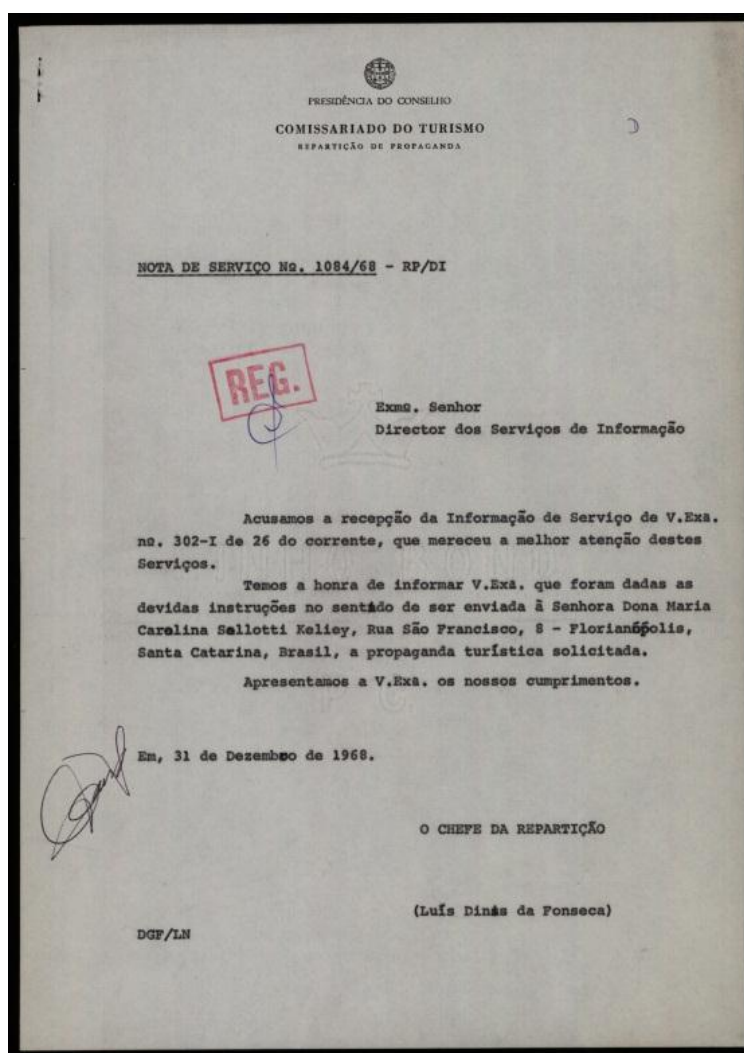 PRESIDÊNCIA DO CONSELHO
COMISSARIADO DO TURISMO
REPARTIÇÃO DE PROPAGANDA
NOTA DE SERVIÇO Nº. 1084/68 - RP/DI
REG.
Exmº. Senhor
Director dos Serviços de Informação
Acusamos a recepção da Informação de Serviço de V.Exª.
nº. 302-I de 26 do corrente, que mereceu a melhor atenção destes
Serviços.
Temos a honra de informar V.Exª. que foram dadas as
devidas instruções no sentido de ser enviada à Senhora Dona Maria
Carolina Sellotti Keliey, Rua São Francisco, 8 - Florianópolis,
Santa Catarina, Brasil, a propaganda turística solicitada.
Apresentamos a V.Exª. os nossos cumprimentos.
Em, 31 de Dezembro de 1968.
O CHEFE DA REPARTIÇÃO
(Luís Dinis da Fonseca)
DGF/LN